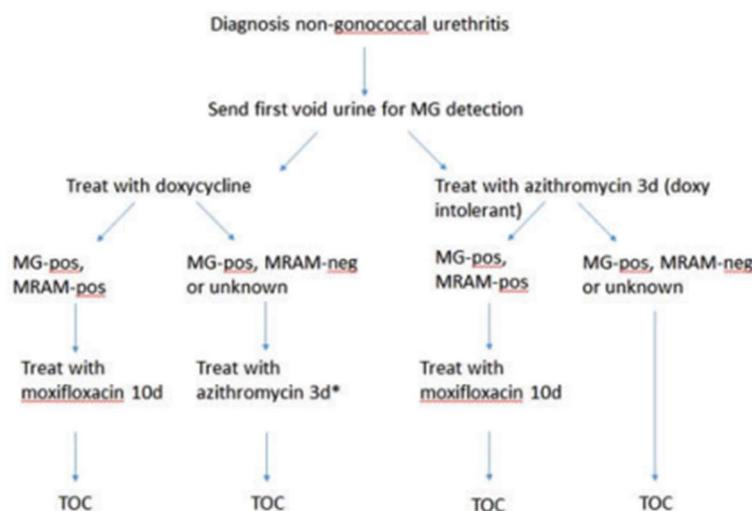 Diagnosis non-gonococcal urethritis
Send first void urine for MG detection
Treat with doxycycline
Treat with azithromycin 3d (doxy
intolerant)
MG-pos,
MRAM-pos
MG-pos, MRAM-neg
or unknown
MG-pos,
MRAM-pos
MG-pos, MRAM-neg
or unknown
Treat with
moxifloxacin 10d
Treat with
azithromycin 3d*
Treat with
moxifloxacin 10d
TOC
TOC
TOC
TOC